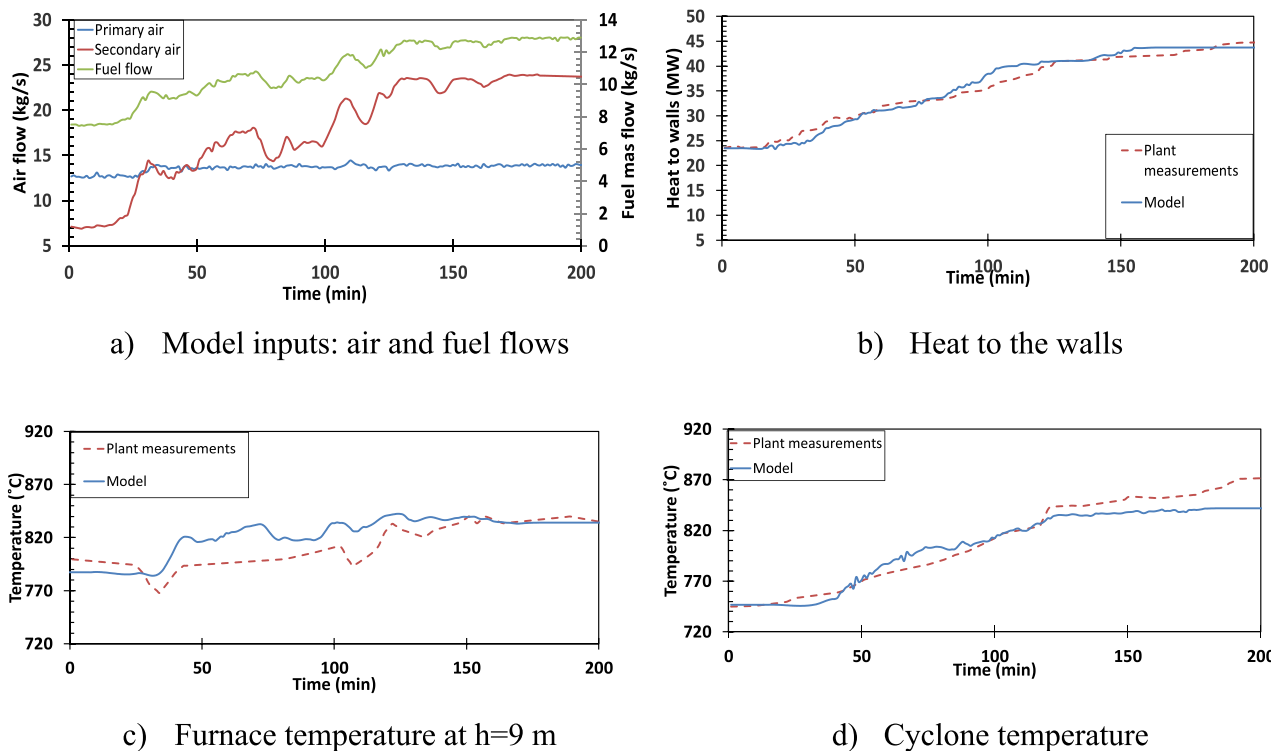 30
25
20
15
10
5
Air flow (kg/s)
Primary air
Secondary air
Fuel flow
14
12
10
8
6
4
2
0
Fuel mas flow (kg/s)
0 50 100 150 200
Time (min)
a) Model inputs: air and fuel flows
50
45
40
35
30
25
20
15
10
5
Heat to walls (MW)
Plant
measurements
Model
0 50 100 150 200
Time (min)
b) Heat to the walls
920
870
820
770
720
Temperature (˚C)
Plant measurements
Model
0 50 100 150 200
Time (min)
c) Furnace temperature at h=9 m
920
870
820
770
720
Temperature (˚C)
Plant measurements
Model
0 50 100 150 200
Time (min)
d) Cyclone temperature